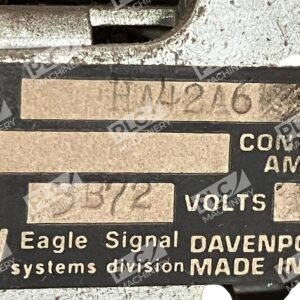 HA42A6
CON
AM
3B72 VOLTS
Eagle Signal DAVENPO
systems division MADE IN